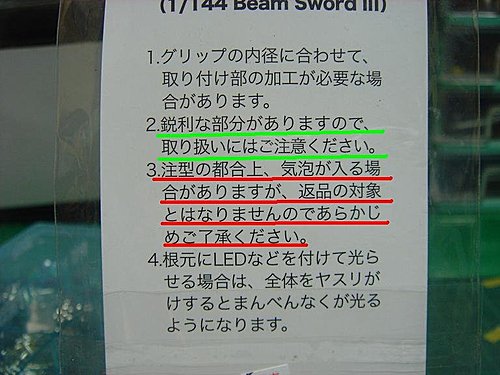 (1/144 Beam Sword III)
1.グリップの内径に合わせて、
取り付け部の加工が必要な場
合があります。
2.鋭利な部分がありますので、
取り扱いにはご注意ください。
3.注型の都合上、気泡が入る場
合がありますが、返品の対象
とはなりませんのであらかじ
めご了承ください。
4.根元にLEDなどを付けて光ら
せる場合は、全体をヤスリが
けするとまんべんなくが光る
ようになります。